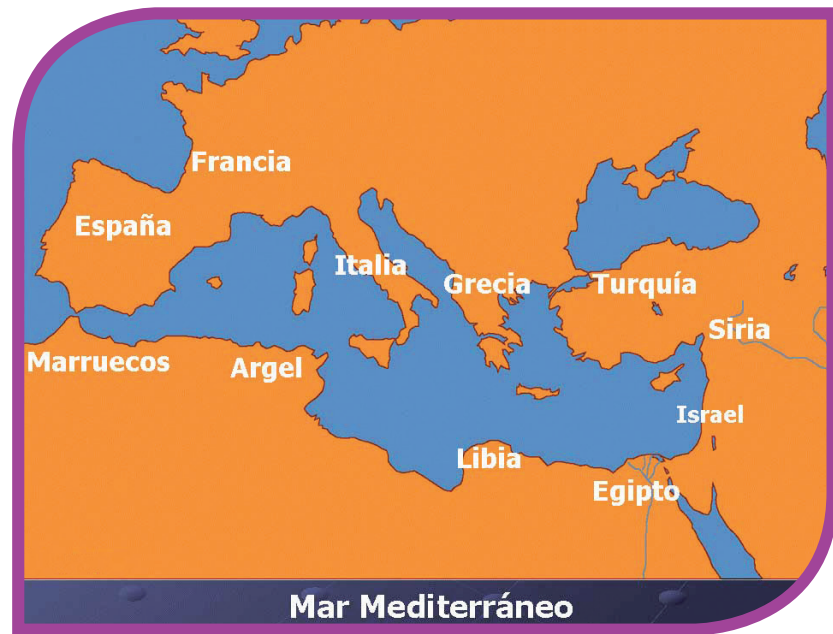 Francia
España
Italia
Grecia
Turquía
Siria
Marruecos
Argel
Israel
Libia
Egipto
Mar Mediterráneo